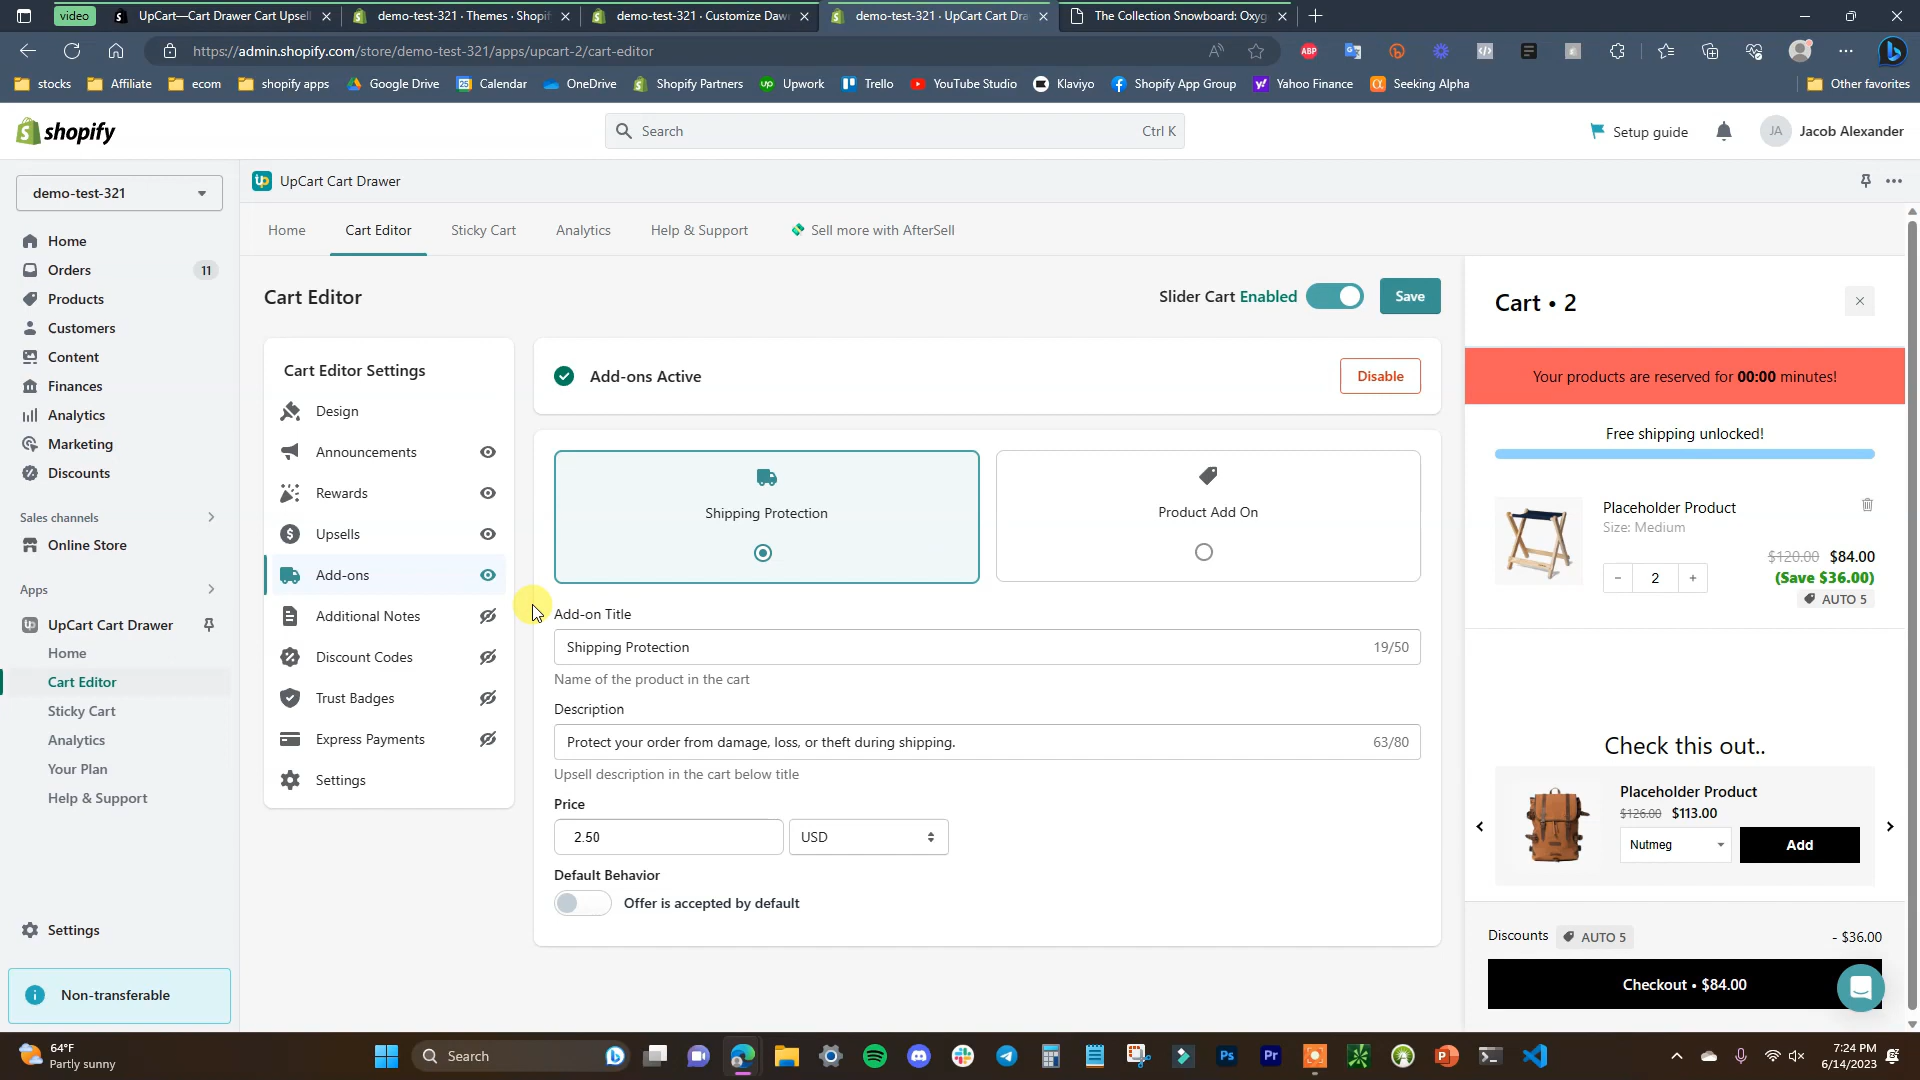 video
UpCart—Cart Drawer Cart Upsell
demo-test-321 · Themes · Shopif
demo-test-321 · Customize Daw
demo-test-321 · UpCart Cart Dra
The Collection Snowboard: Oxyg
https://admin.shopify.com/store/demo-test-321/apps/upcart-2/cart-editor
ABP
stocks
Affiliate
ecom
shopify apps
Google Drive
Calendar
OneDrive
Shopify Partners
Upwork
Trello
YouTube Studio
Klaviyo
Shopify App Group
Yahoo Finance
Seeking Alpha
Other favorites
shopify
Search
Ctrl K
Setup guide
JA
Jacob Alexander
demo-test-321
Home
Orders
11
Products
Customers
Content
Finances
Analytics
Marketing
Discounts
Sales channels
Online Store
Apps
UpCart Cart Drawer
Home
Cart Editor
Sticky Cart
Analytics
Your Plan
Help & Support
Settings
Non-transferable
up
UpCart Cart Drawer
Home
Cart Editor
Sticky Cart
Analytics
Help & Support
Sell more with AfterSell
Cart Editor
Slider Cart Enabled
Save
Cart Editor Settings
Design
Announcements
Rewards
Upsells
Add-ons
Additional Notes
Discount Codes
Trust Badges
Express Payments
Settings
Add-ons Active
Disable
Shipping Protection
Product Add On
Add-on Title
Shipping Protection
19/50
Name of the product in the cart
Description
Protect your order from damage, loss, or theft during shipping.
63/80
Upsell description in the cart below title
Price
2.50
USD
Default Behavior
Offer is accepted by default
Cart • 2
Your products are reserved for 00:00 minutes!
Free shipping unlocked!
Placeholder Product
Size: Medium
$120.00 $84.00
(Save $36.00)
AUTO 5
- 2 +
Check this out..
Placeholder Product
$126.00 $113.00
Nutmeg
Add
Discounts
AUTO 5
- $36.00
Checkout • $84.00
64°F
Partly sunny
Search
Ps
Pr
7:24 PM
6/14/2023